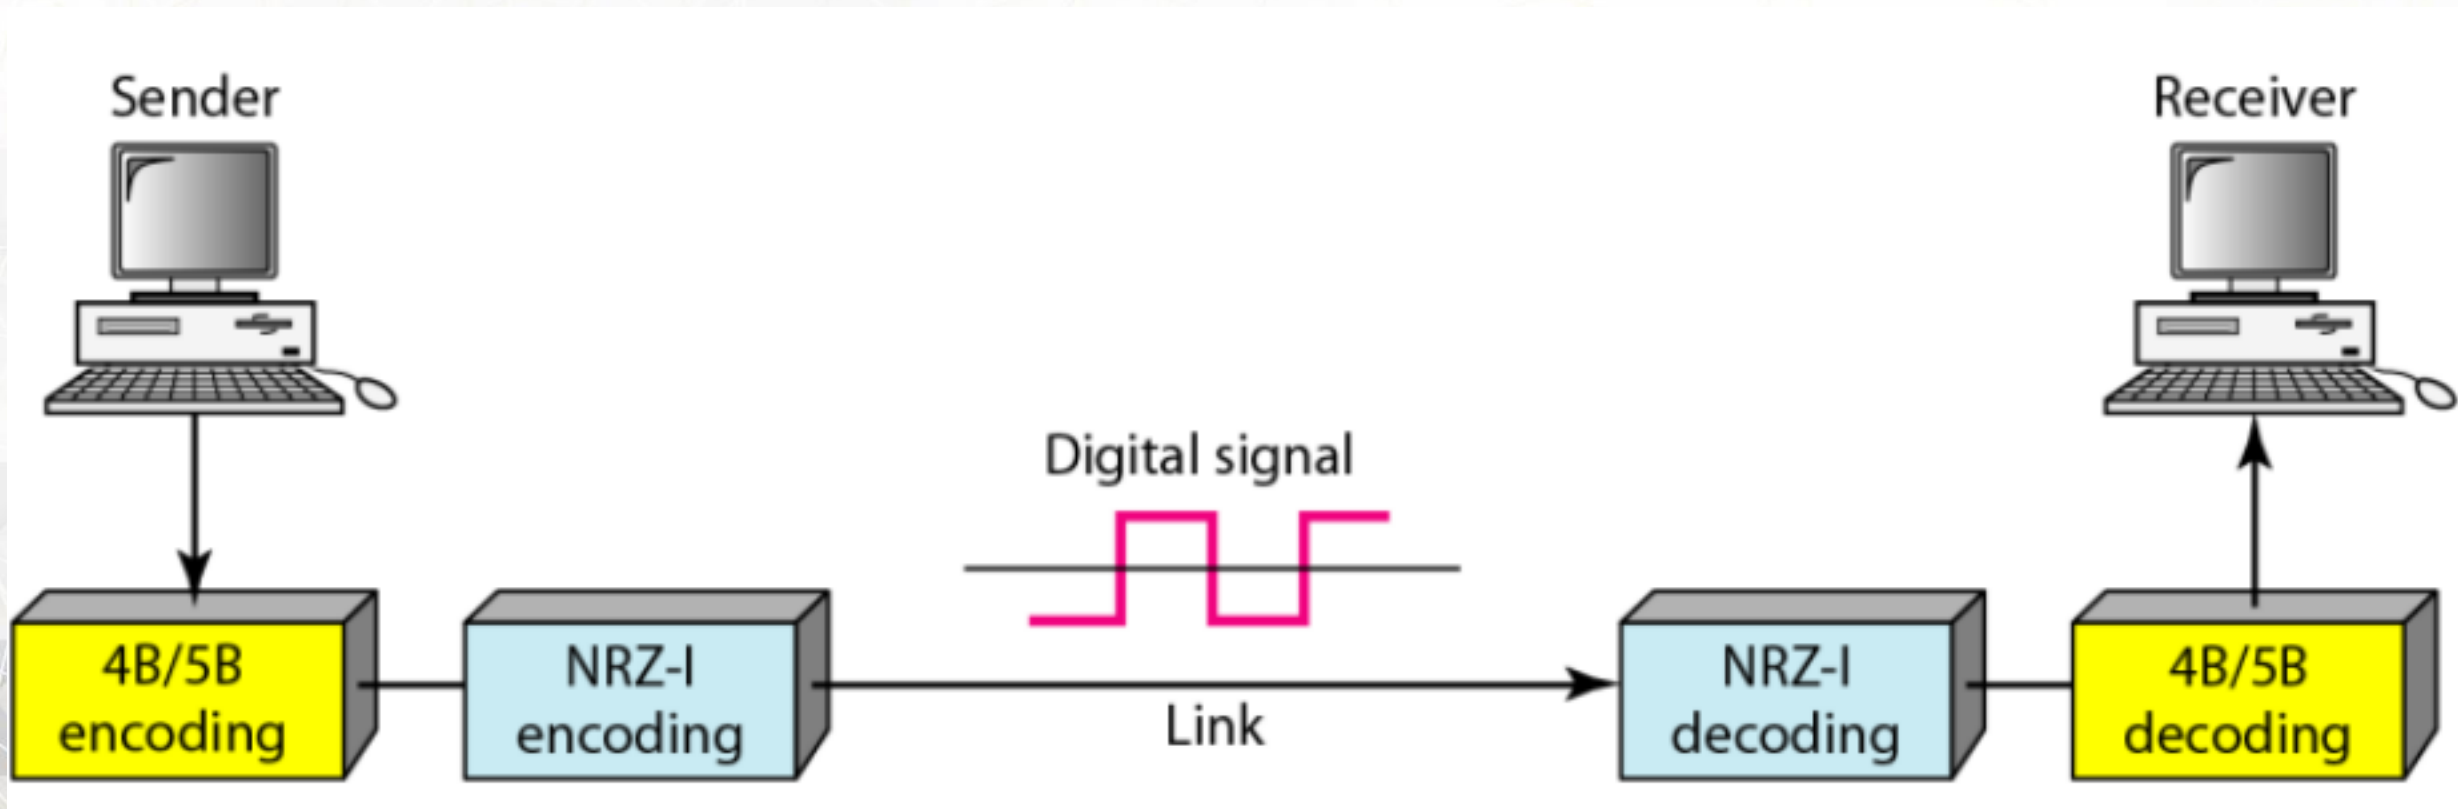 Sender
Receiver
Digital signal
4B/5B
encoding
NRZ-I
encoding
Link
NRZ-I
decoding
4B/5B
decoding